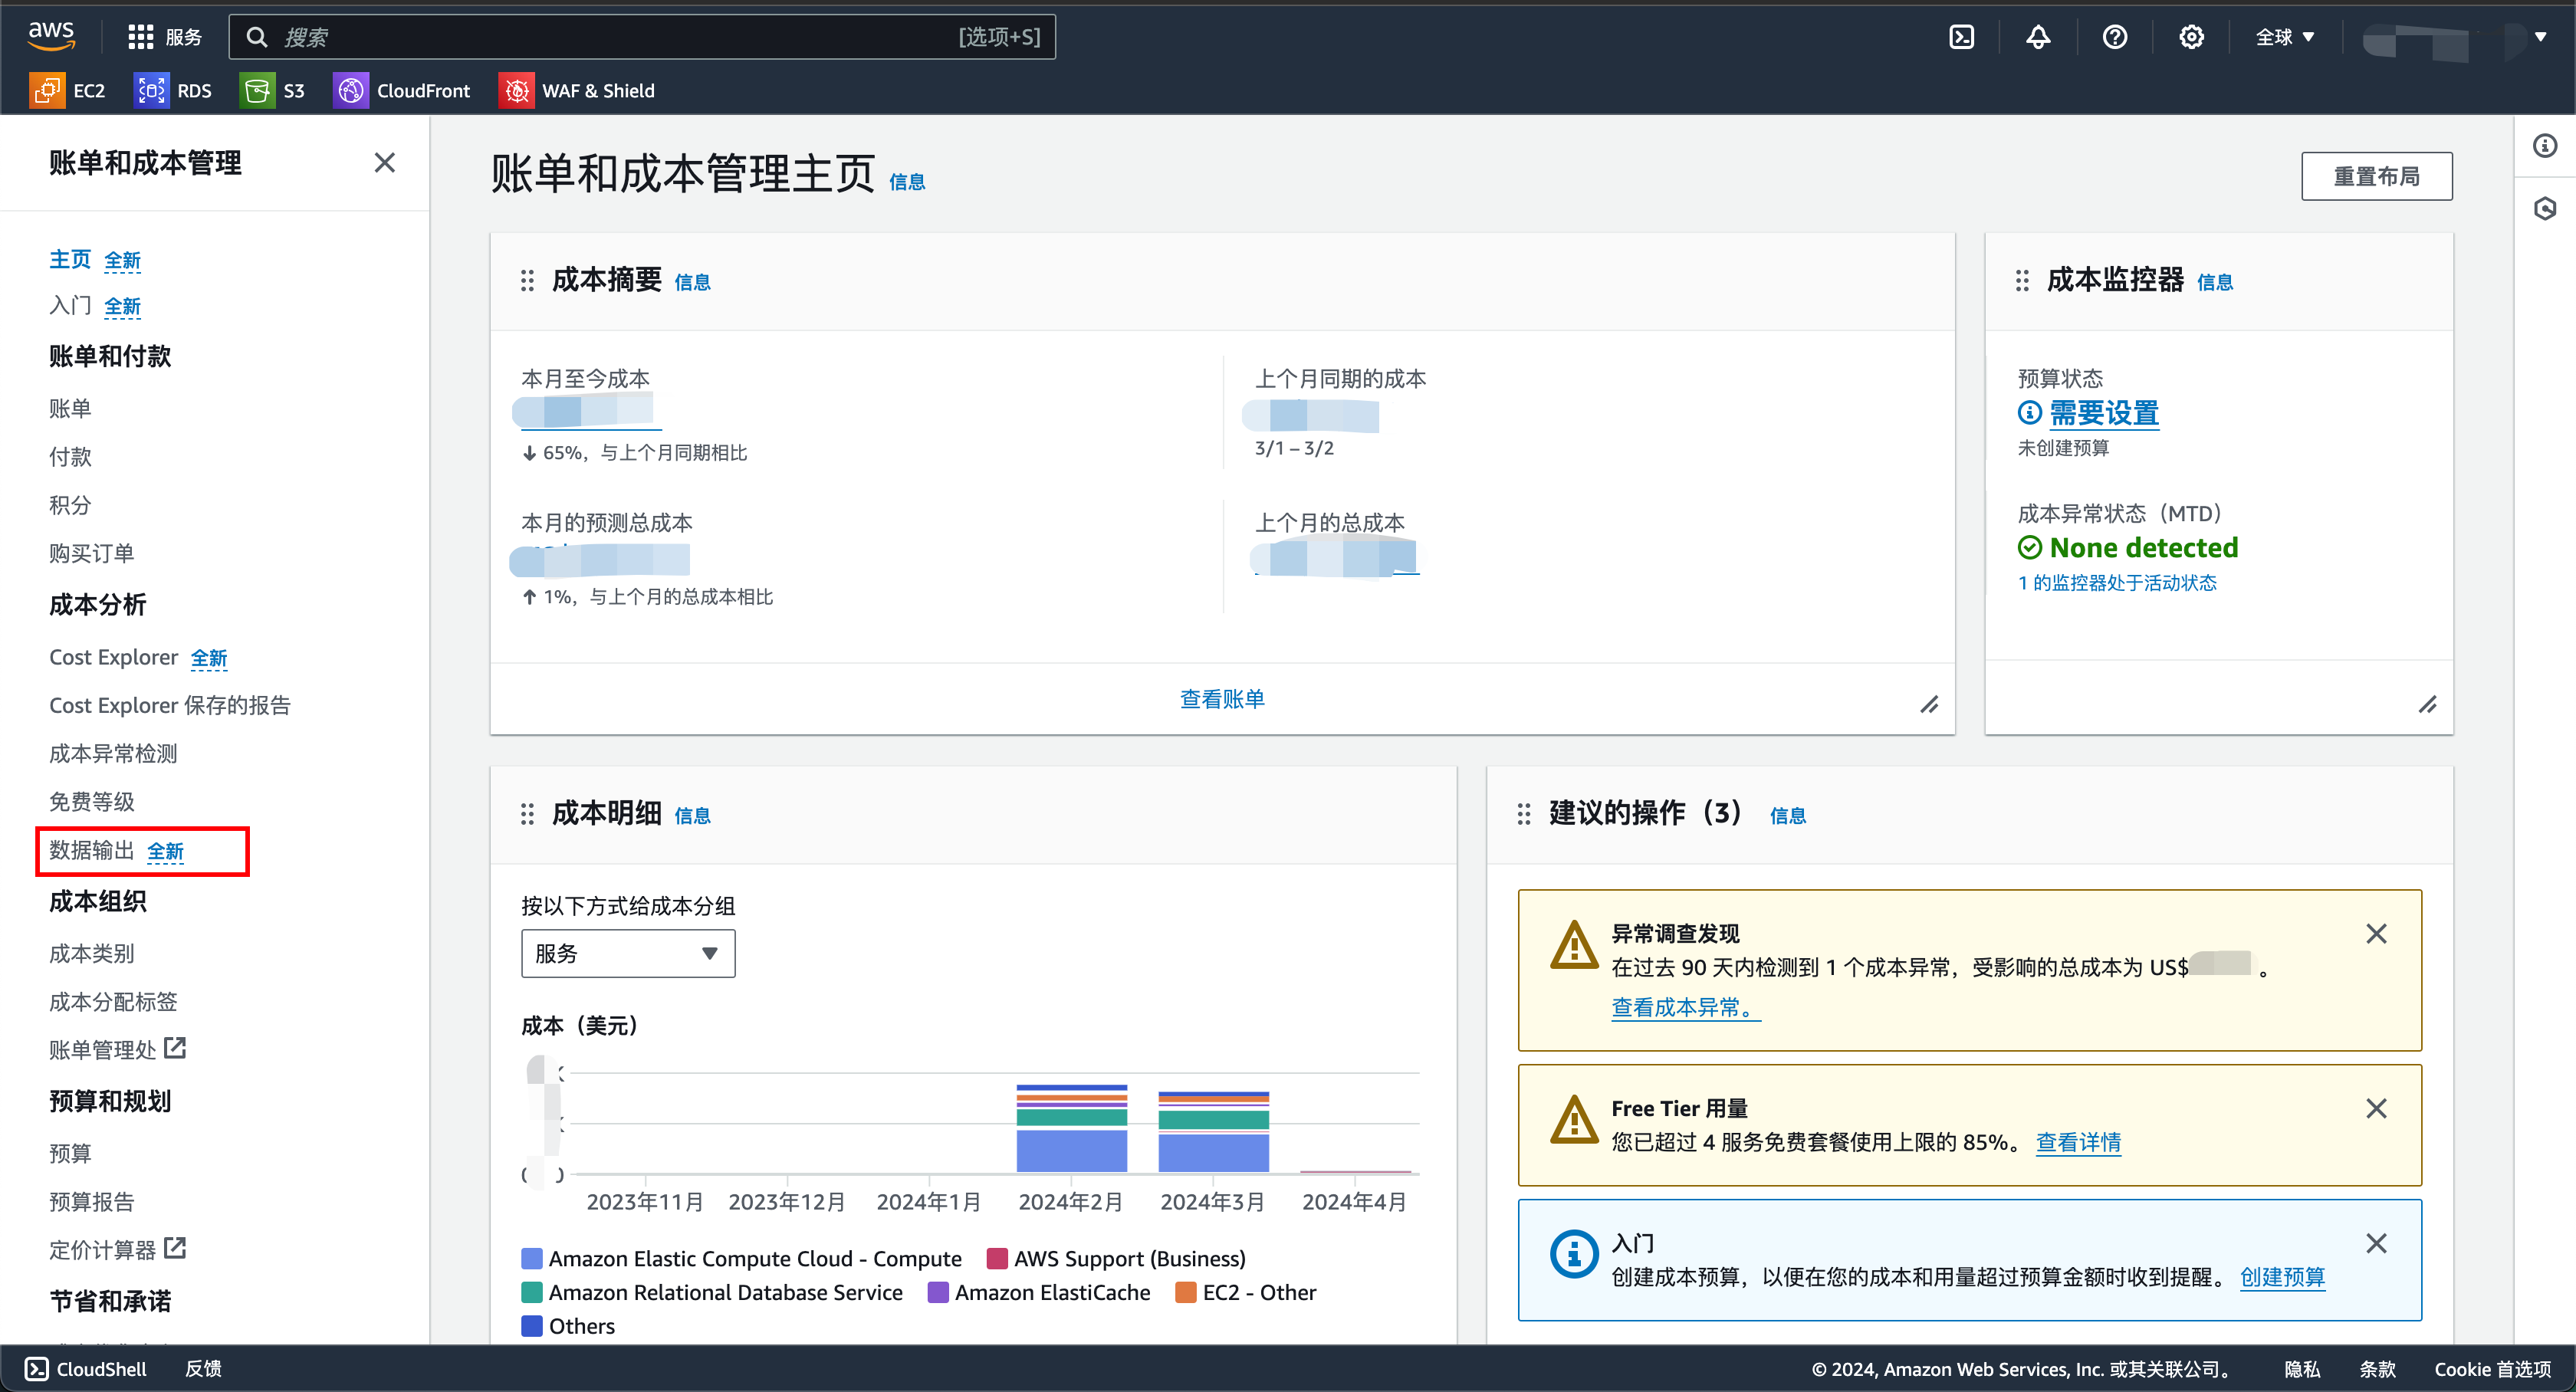 aws
服务
搜索
[选项+S]
全球
EC2
RDS
S3
CloudFront
WAF & Shield
账单和成本管理
主页 全新
入门 全新
账单和付款
账单
付款
积分
购买订单
成本分析
Cost Explorer 全新
Cost Explorer 保存的报告
成本异常检测
免费等级
数据输出 全新
成本组织
成本类别
成本分配标签
账单管理处
预算和规划
预算
预算报告
定价计算器
节省和承诺
账单和成本管理主页 信息
重置布局
成本摘要 信息
本月至今成本
65%，与上个月同期相比
上个月同期的成本
3/1 – 3/2
本月的预测总成本
1%，与上个月的总成本相比
上个月的总成本
查看账单
成本监控器 信息
预算状态
需要设置
未创建预算
成本异常状态（MTD）
None detected
1 的监控器处于活动状态
成本明细 信息
按以下方式给成本分组
服务
成本（美元）
2023年11月
2023年12月
2024年1月
2024年2月
2024年3月
2024年4月
Amazon Elastic Compute Cloud - Compute
AWS Support (Business)
Amazon Relational Database Service
Amazon ElastiCache
EC2 - Other
Others
建议的操作（3） 信息
异常调查发现
在过去 90 天内检测到 1 个成本异常，受影响的总成本为 US$ 。
查看成本异常。
Free Tier 用量
您已超过 4 服务免费套餐使用上限的 85%。 查看详情
入门
创建成本预算，以便在您的成本和用量超过预算金额时收到提醒。 创建预算
CloudShell
反馈
© 2024, Amazon Web Services, Inc. 或其关联公司。
隐私
条款
Cookie 首选项